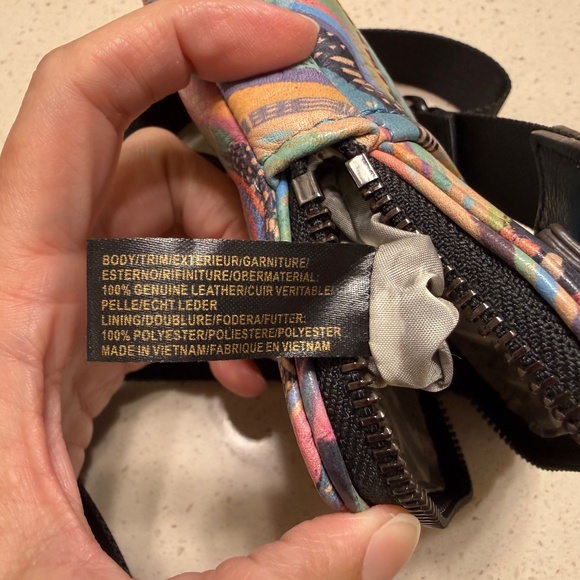 BODY/TRIM/EXTERIEUR/GARNITURE/
ESTERNO/RIFINITURE/OBERMATERIAL:
100% GENUINE LEATHER/CUIR VERITABLE/
PELLE/ECHT LEDER
LINING/DOUBLURE/FODERA/FUTTER:
100% POLYESTER/POLIESTERE/POLYESTER
MADE IN VIETNAM/FABRIQUE EN VIETNAM